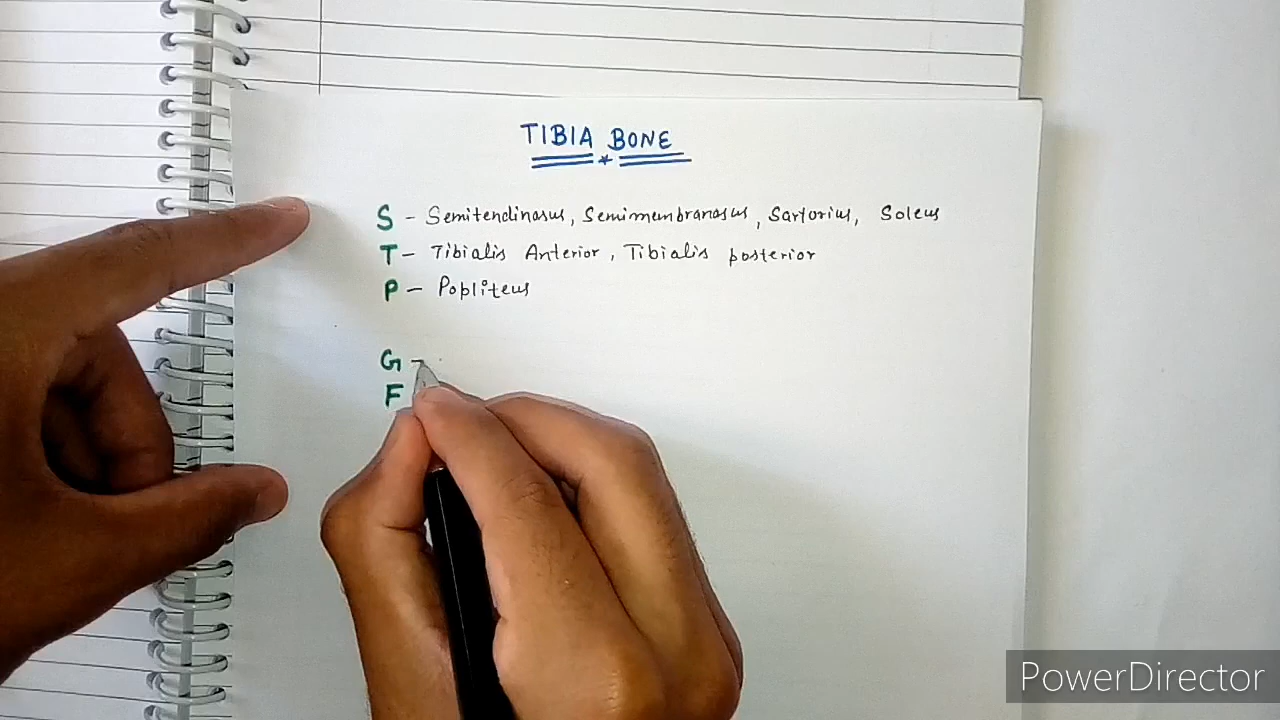 TIBIA BONE
S - Semitendinosus, Semimembranosus, Sartorius, Soleus
T - Tibialis Anterior, Tibialis posterior
P - Popliteus
G -
F
PowerDirector